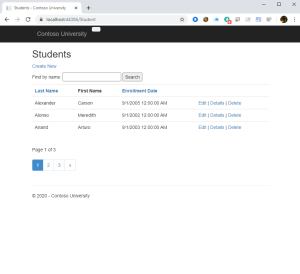 Students - Contoso University
localhost:44356/Student
Contoso University
Students
Create New
Find by name: Search
Last Name First Name Enrollment Date
Alexander Carson 9/1/2005 12:00:00 AM Edit | Details | Delete
Alonso Meredith 9/1/2002 12:00:00 AM Edit | Details | Delete
Anand Arturo 9/1/2003 12:00:00 AM Edit | Details | Delete
Page 1 of 3
1 2 3 »
© 2020 - Contoso University